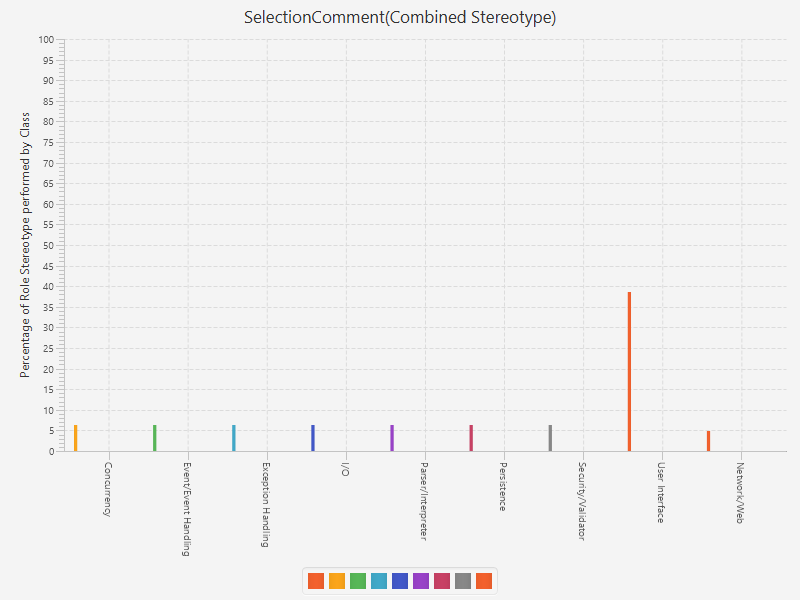 SelectionComment(Combined Stereotype)
Percentage of Role Stereotype performed by Class
100
95
90
85
80
75
70
65
60
55
50
45
40
35
30
25
20
15
10
5
0
Concurrency
Event/Event Handling
Exception Handling
I/O
Parser/Interpreter
Persistence
Security/Validator
User Interface
Network/Web